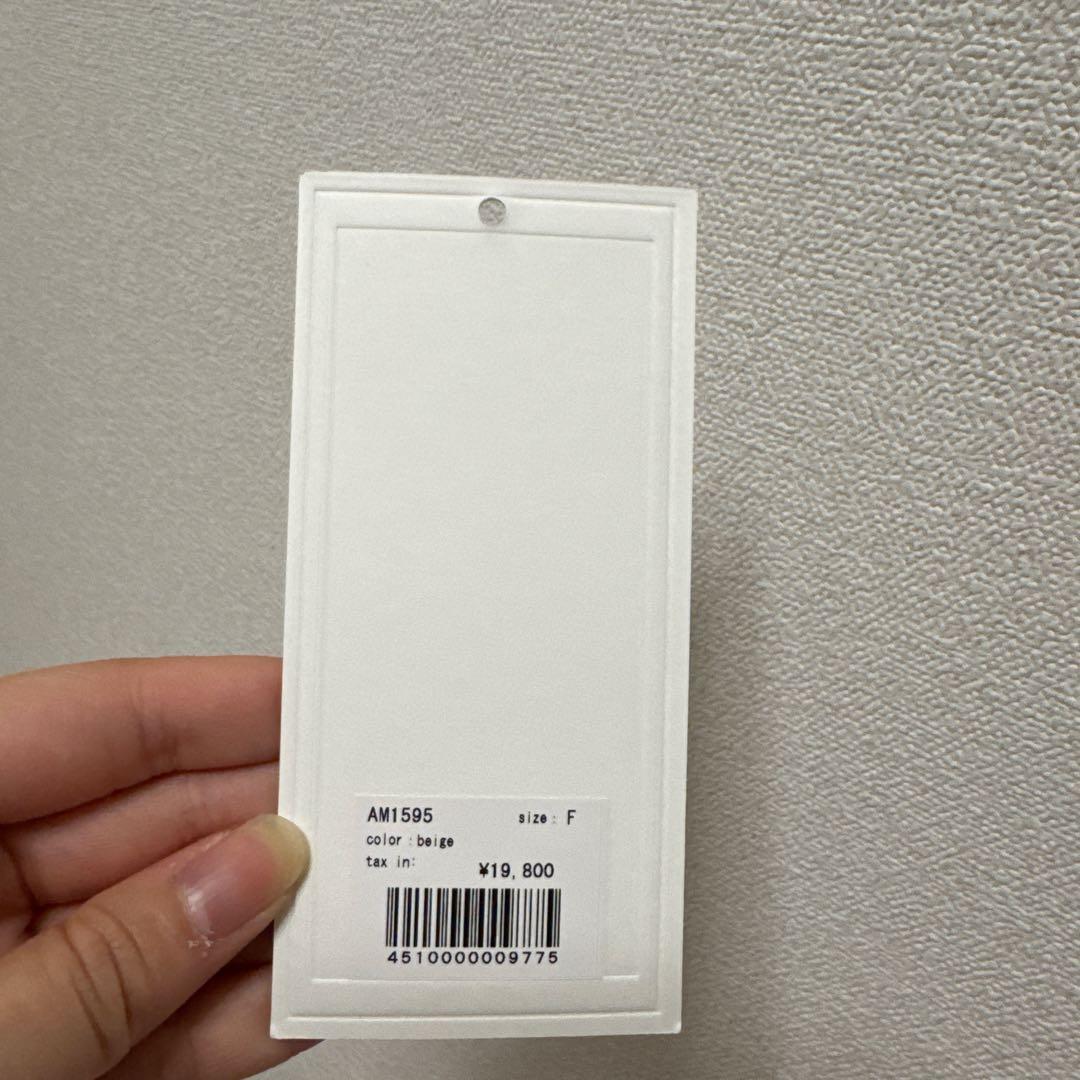 AM1595 size: F
color :beige
tax in:
¥19,800
4510000009775